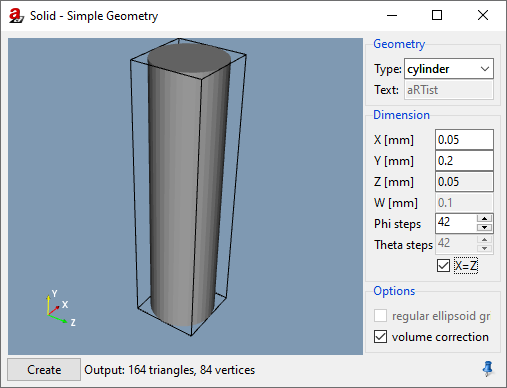 Solid - Simple Geometry
Geometry
Type: cylinder
Text: aRTist
Dimension
X [mm] 0.05
Y [mm] 0.2
Z [mm] 0.05
W [mm] 0.1
Phi steps 42
Theta steps 42
X=Z
Options
regular ellipsoid gr
volume correction
Y
X
Z
Create Output: 164 triangles, 84 vertices